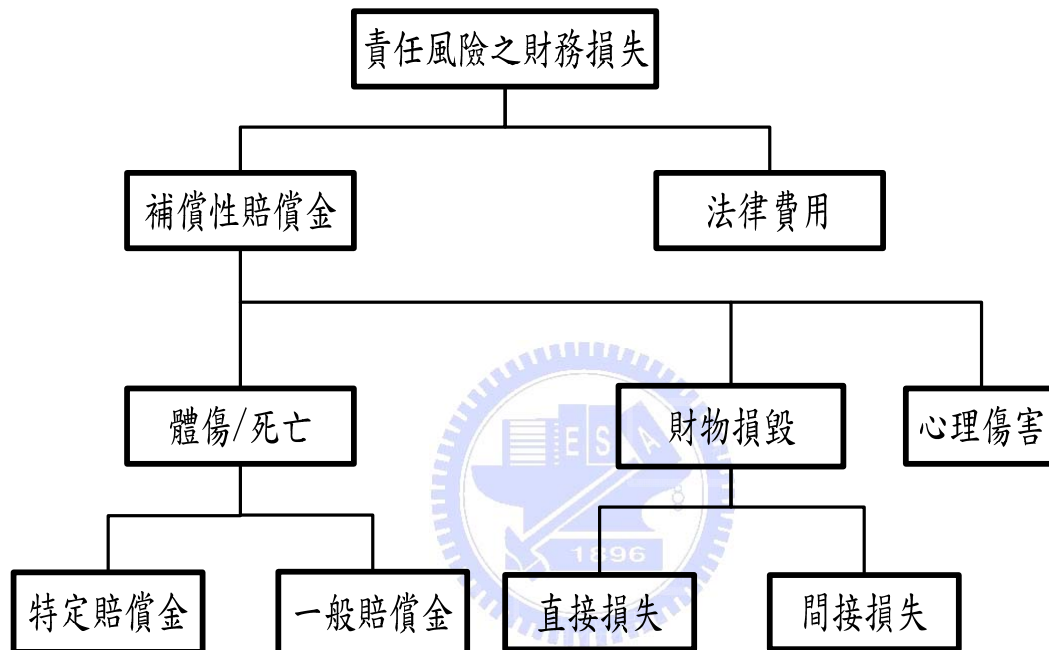 責任風險之財務損失
補償性賠償金
法律費用
體傷/死亡
財物損毀
心理傷害
ESA
1896
特定賠償金
一般賠償金
直接損失
間接損失